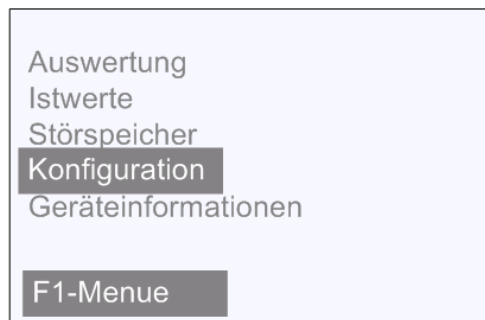 Auswertung
Istwerte
Störspeicher
Konfiguration
Geräteinformationen
F1-Menue